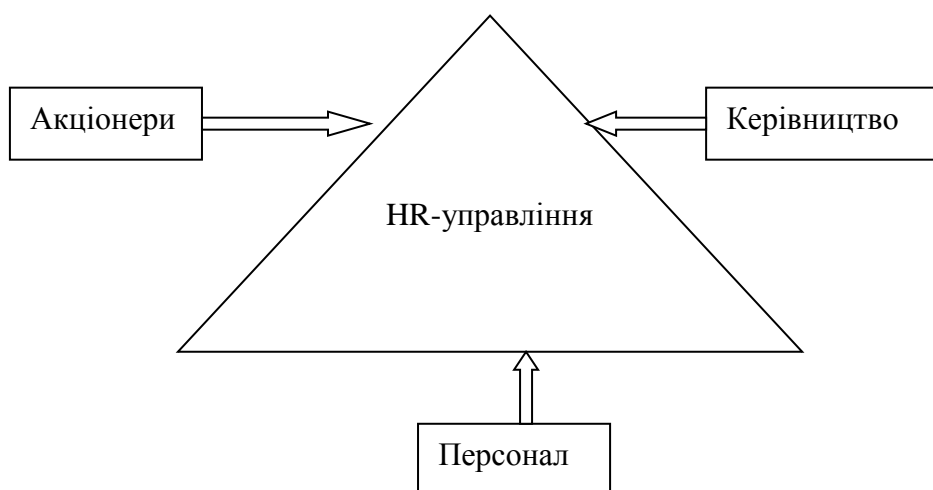 Акціонери
Керівництво
HR-управління
Персонал